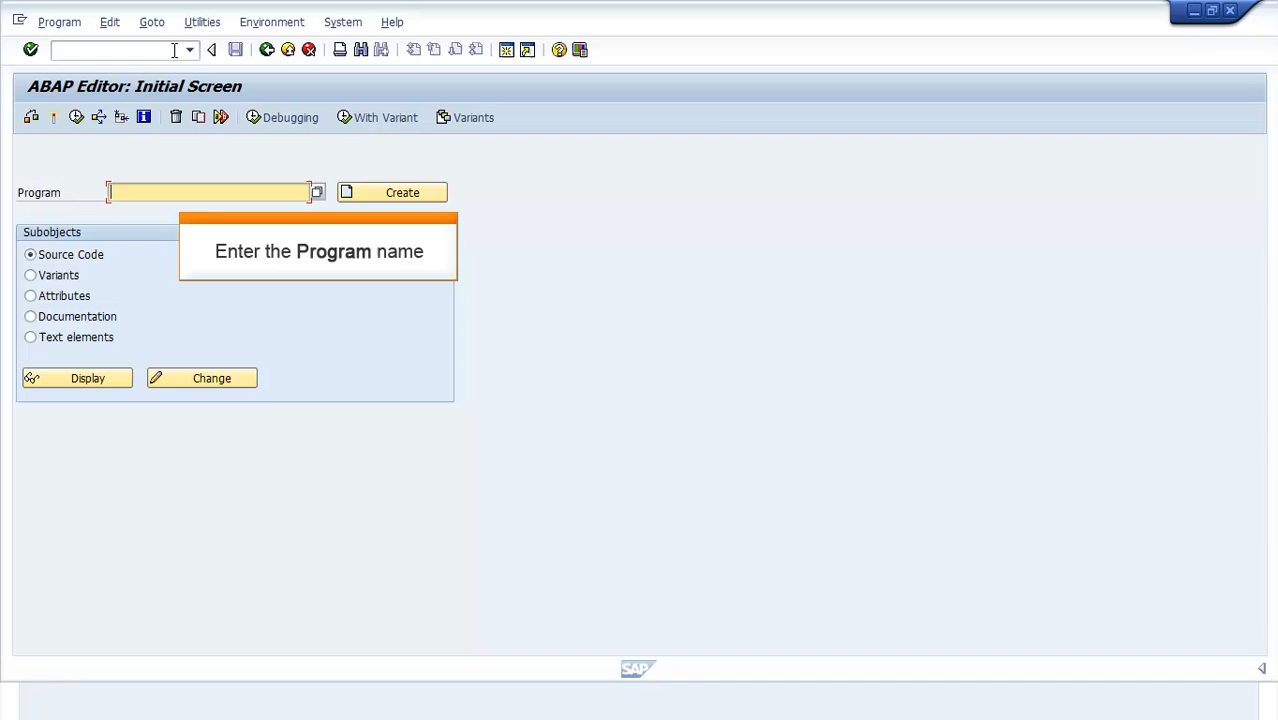 Program Edit Goto Utilities Environment System Help
ABAP Editor: Initial Screen
Debugging With Variant Variants
Program Create
Enter the Program name
Subobjects
Source Code
Variants
Attributes
Documentation
Text elements
Display Change
SAP